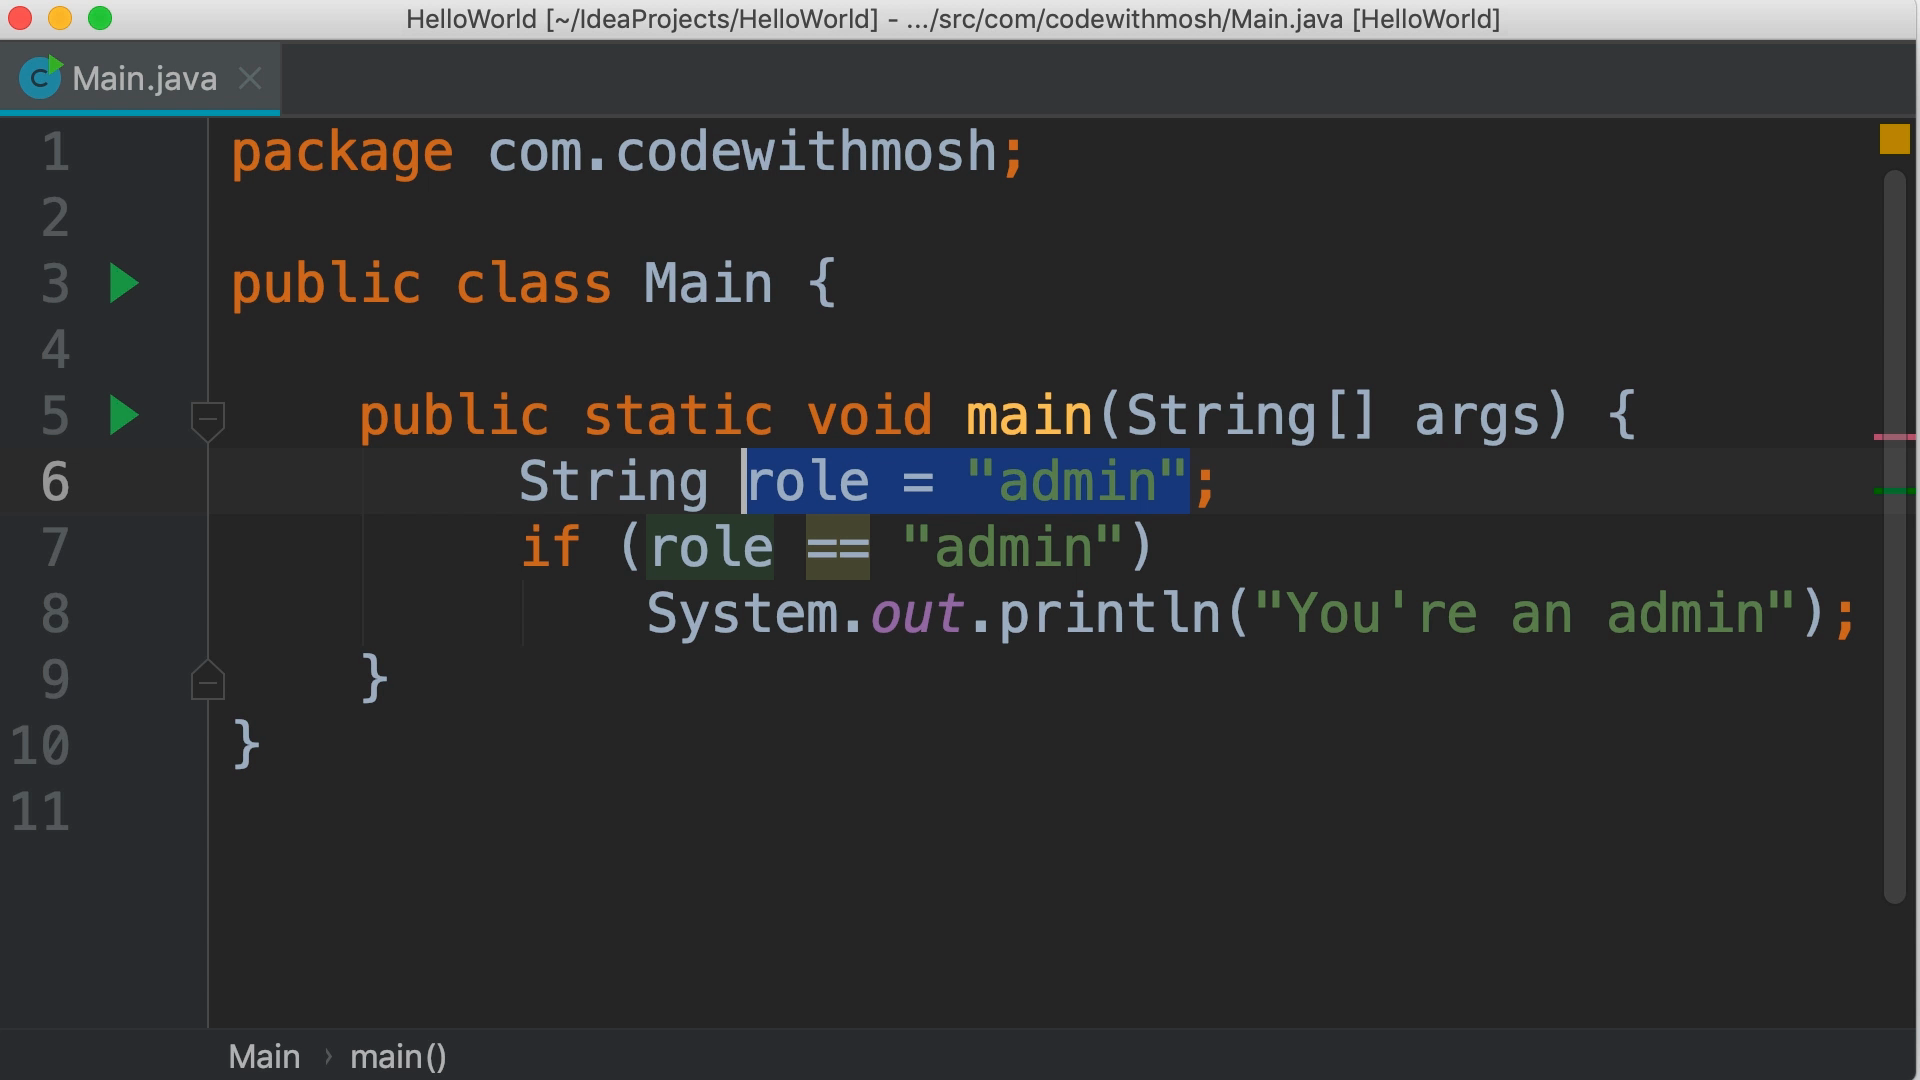 HelloWorld [~/IdeaProjects/HelloWorld] - .../src/com/codewithmosh/Main.java [HelloWorld]
C Main.java
1 package com.codewithmosh;
2
3 public class Main {
4
5 public static void main(String[] args) {
6 String role = "admin";
7 if (role == "admin")
8 System.out.println("You're an admin");
9 }
10 }
11
Main › main()